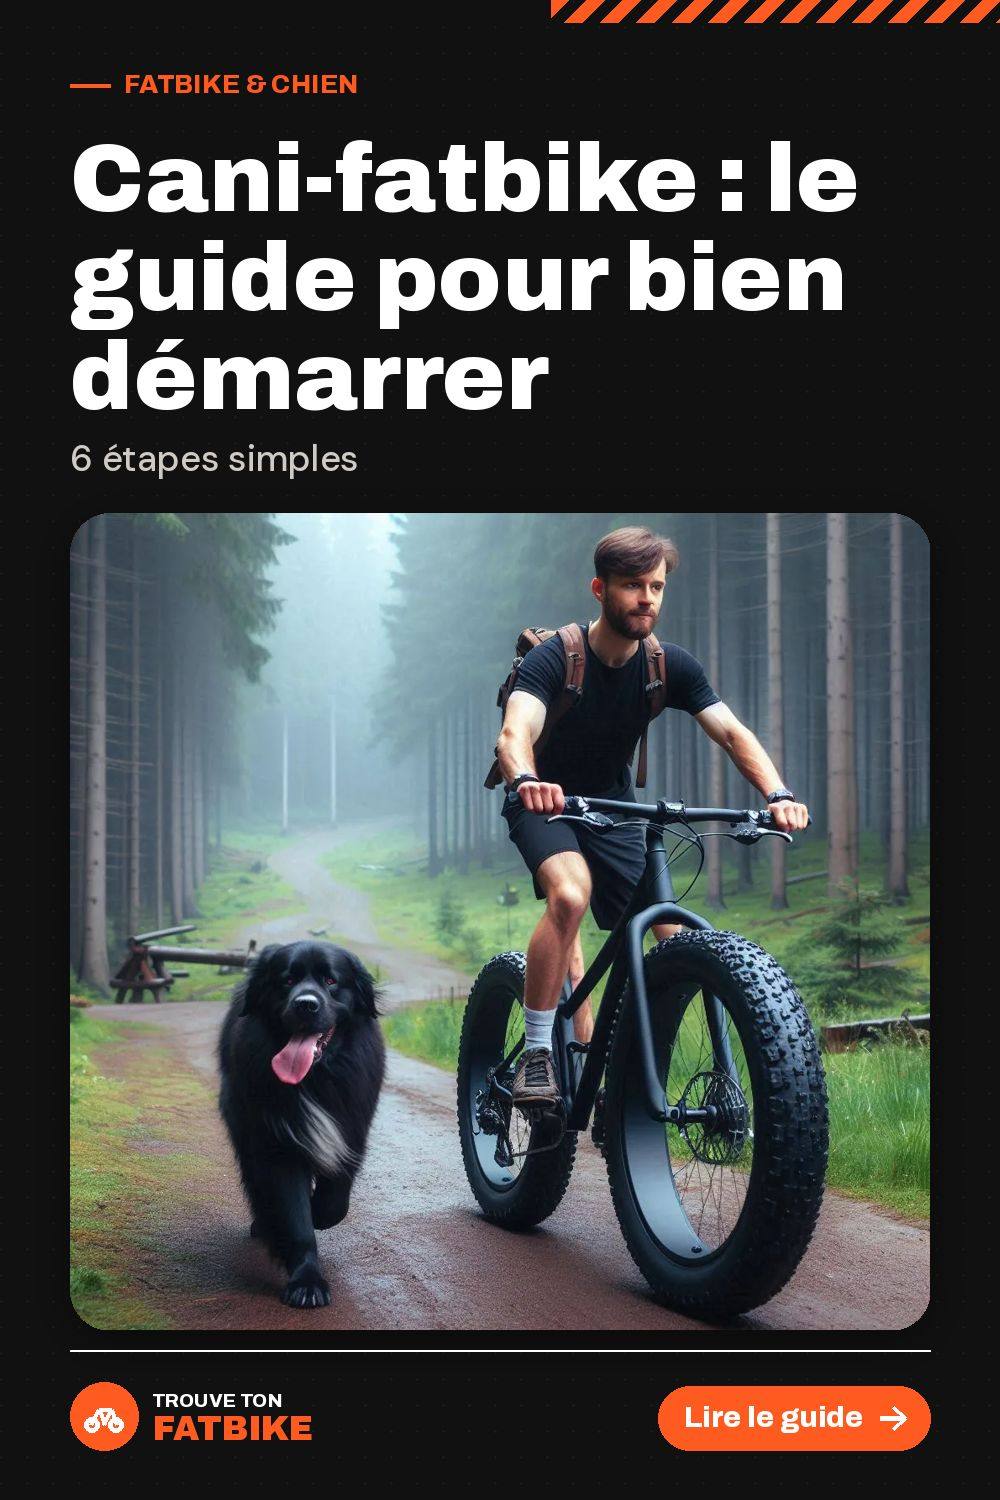 FATBIKE & CHIEN
Cani-fatbike : le
guide pour bien
démarrer
6 étapes simples
TROUVE TON
FATBIKE
Lire le guide →